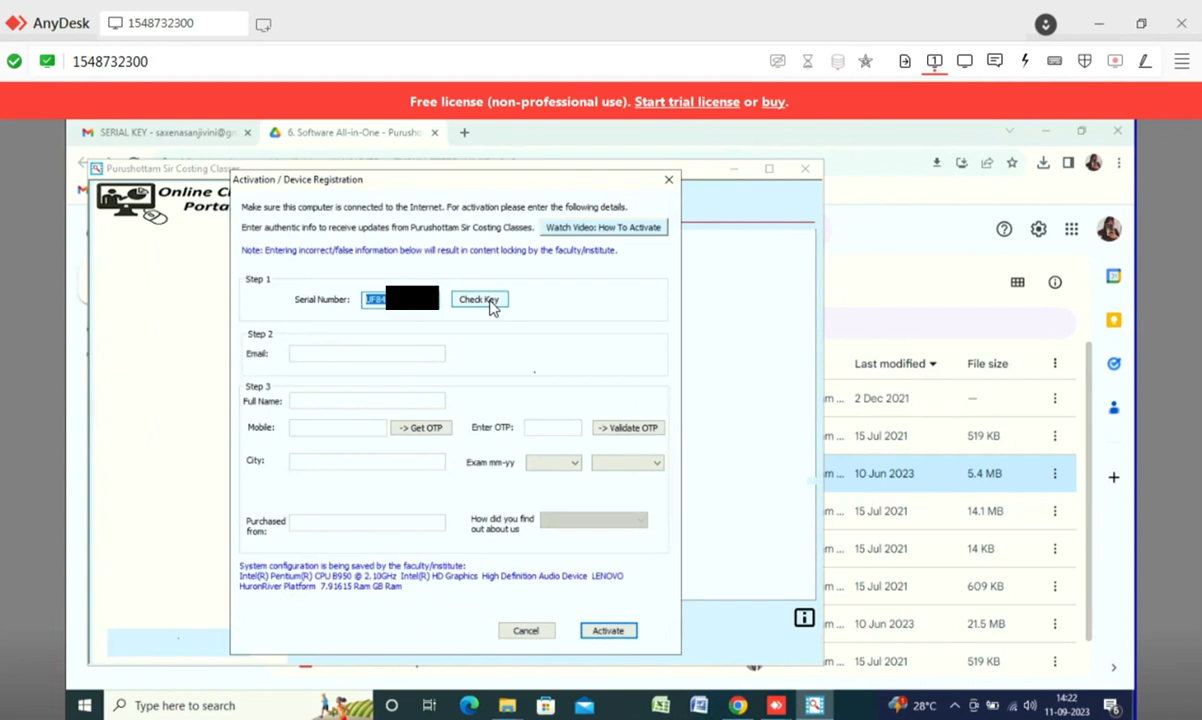 AnyDesk
1548732300
1548732300
Free license (non-professional use). Start trial license or buy.
SERIAL KEY - saxenasanjivini@g
6. Software All-in-One - Purush
Purushottam Sir Costing Classes
Online
Porta
Activation / Device Registration
Make sure this computer is connected to the Internet. For activation please enter the following details.
Enter authentic info to receive updates from Purushottam Sir Costing Classes.
Watch Video: How To Activate
Note: Entering incorrect/false information below will result in content locking by the faculty/institute.
Step 1
Serial Number:
UF84
Check Key
Step 2
Email:
Step 3
Full Name:
Mobile:
-> Get OTP
Enter OTP:
-> Validate OTP
City:
Exam mm-yy
Purchased from:
How did you find out about us
System configuration is being saved by the faculty/institute:
Intel(R) Pentium(R) CPU B950 @ 2.10GHz Intel(R) HD Graphics High Definition Audio Device LENOVO
HuronRiver Platform 7.91615 Ram GB Ram
Cancel
Activate
Last modified
File size
m ... 2 Dec 2021 —
m ... 15 Jul 2021 519 KB
m ... 10 Jun 2023 5.4 MB
m ... 15 Jul 2021 14.1 MB
m ... 15 Jul 2021 14 KB
m ... 15 Jul 2021 609 KB
m ... 10 Jun 2023 21.5 MB
m ... 15 Jul 2021 519 KB
Type here to search
28°C
14:22
11-09-2023